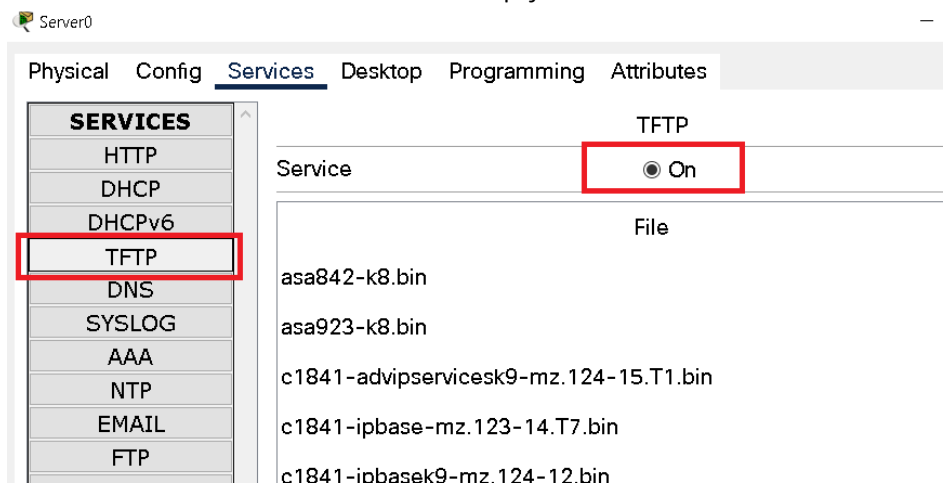 Server0
Physical Config Services Desktop Programming Attributes
SERVICES
HTTP
DHCP
DHCPv6
TFTP
DNS
SYSLOG
AAA
NTP
EMAIL
FTP
TFTP
Service On
File
asa842-k8.bin
asa923-k8.bin
c1841-advipservicesk9-mz.124-15.T1.bin
c1841-ipbase-mz.123-14.T7.bin
c1841-ipbasek9-mz.124-12.bin